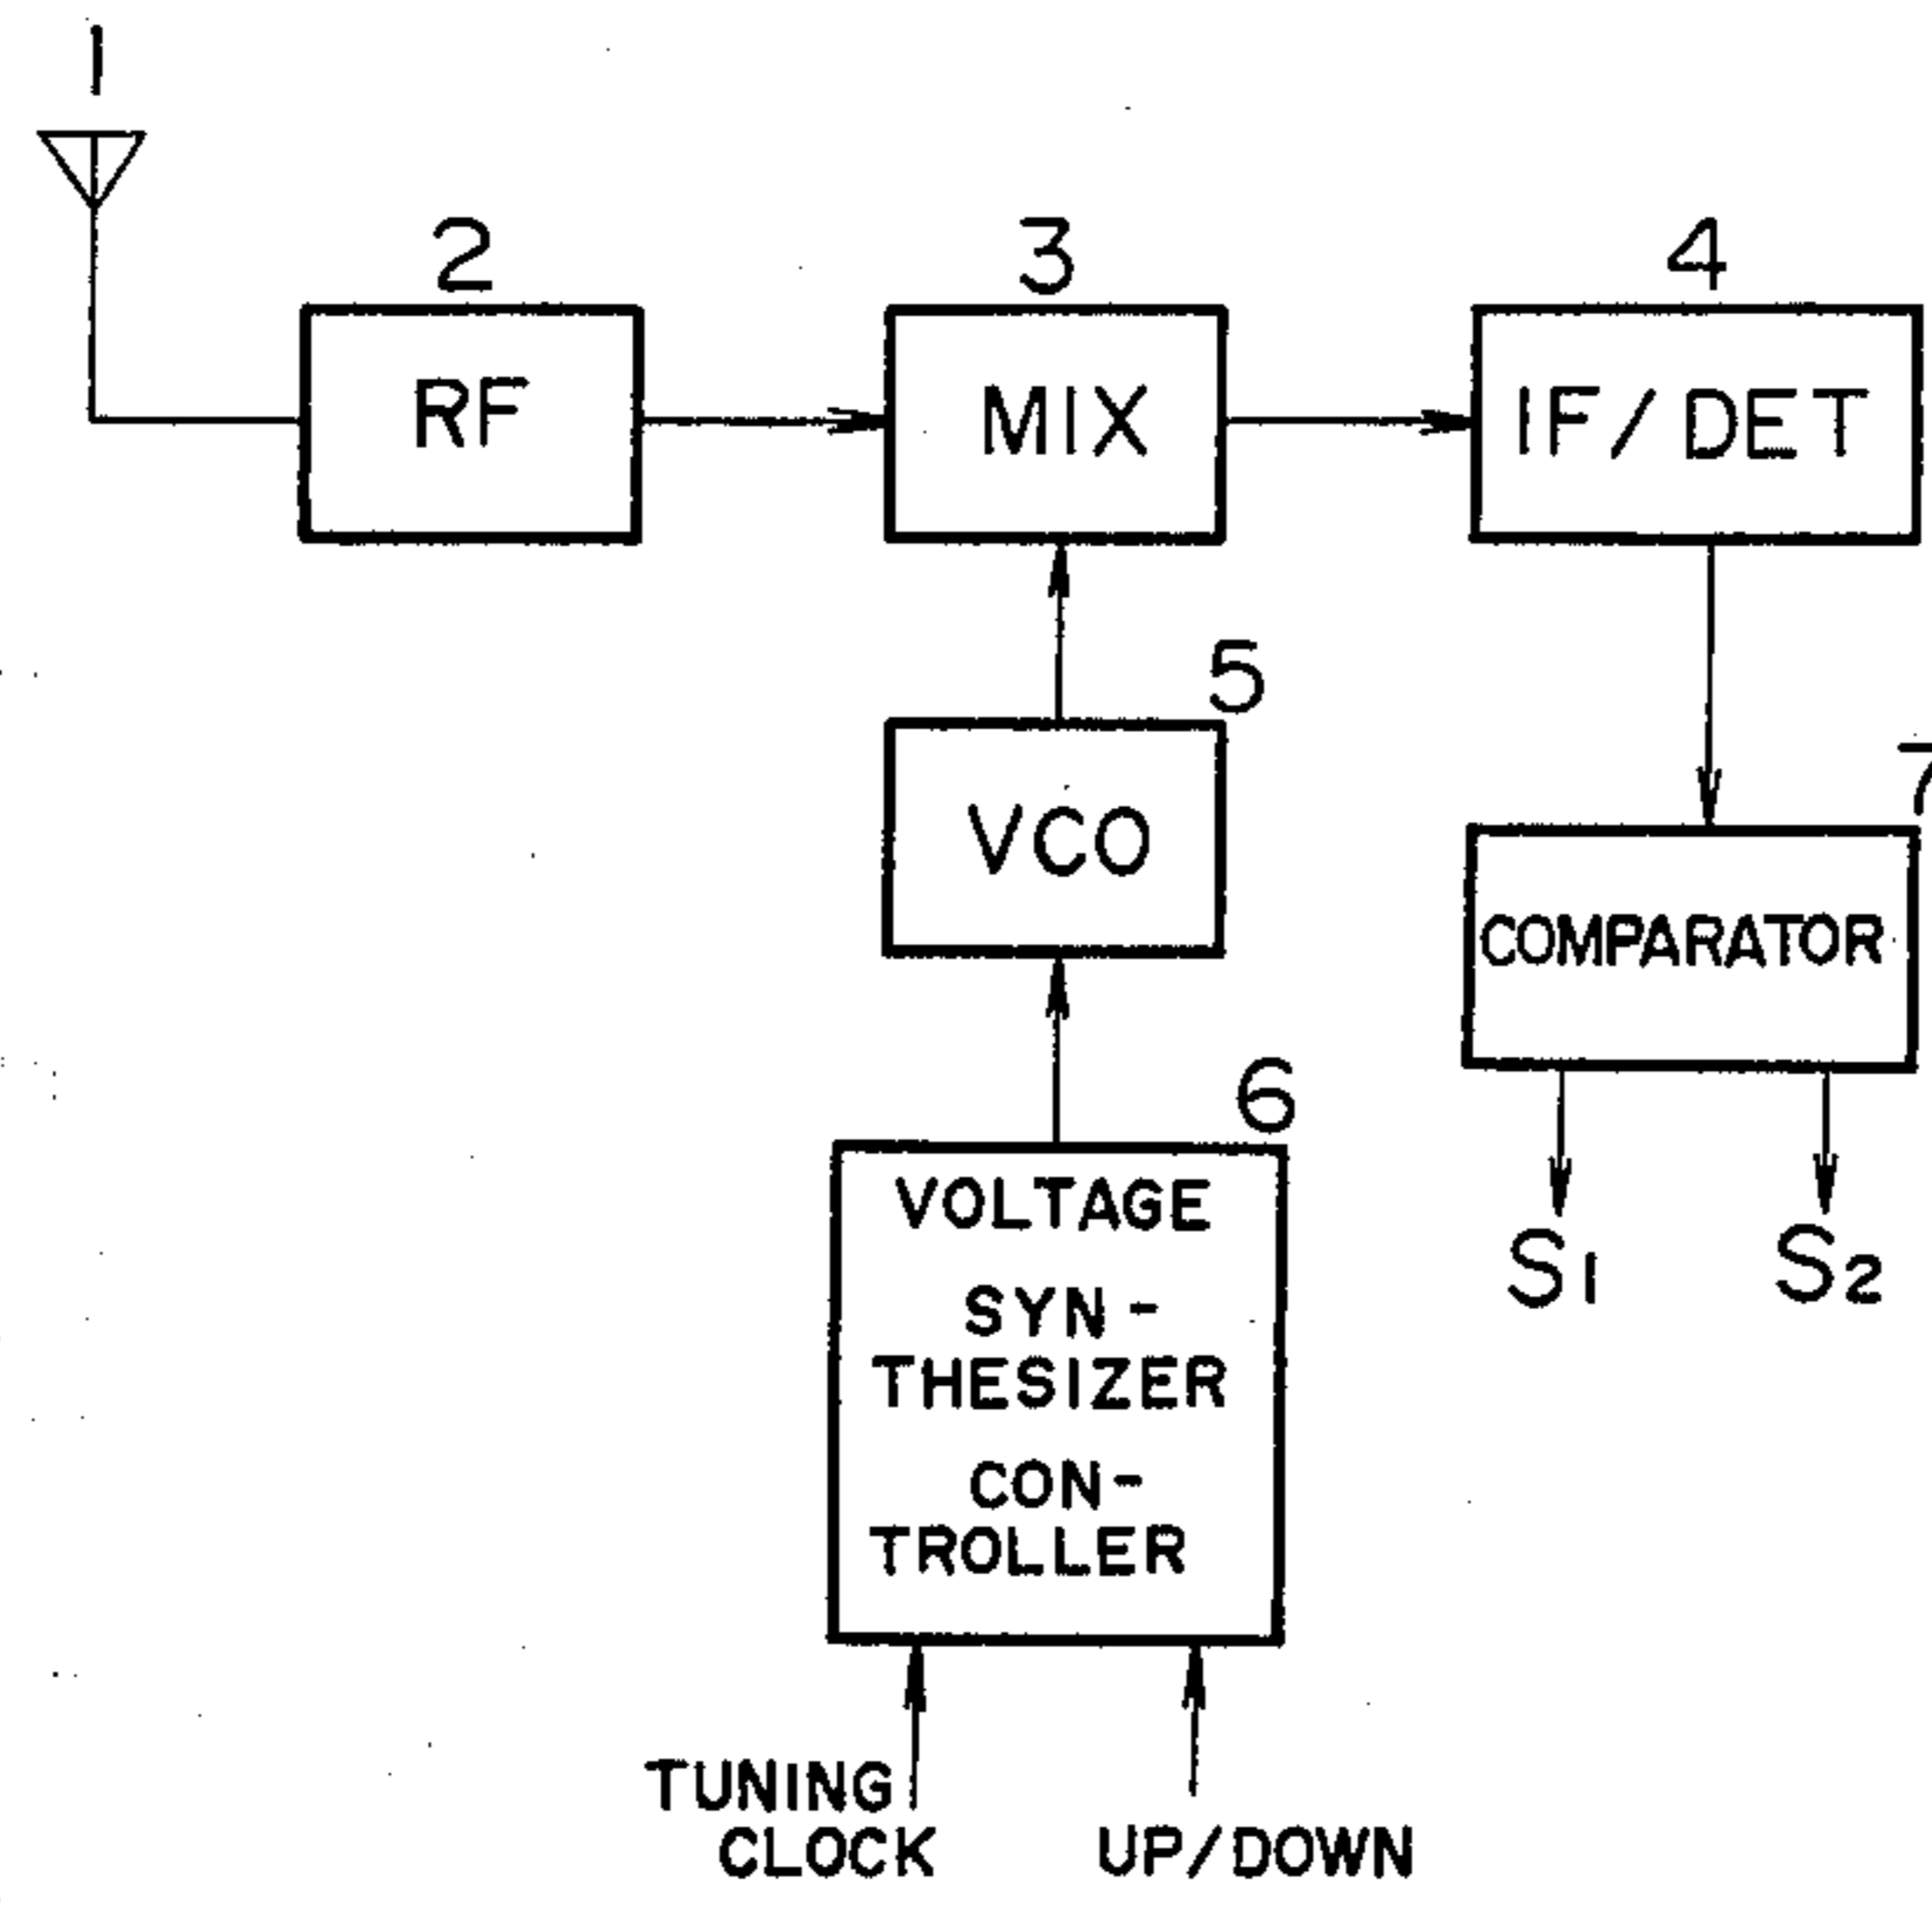 1
2
3
4
RF
MIX
IF/DET
5
VCO
7
COMPARATOR
6
VOLTAGE
SYN-
THESIZER
CON-
TROLLER
S1
S2
TUNING
CLOCK
UP/DOWN